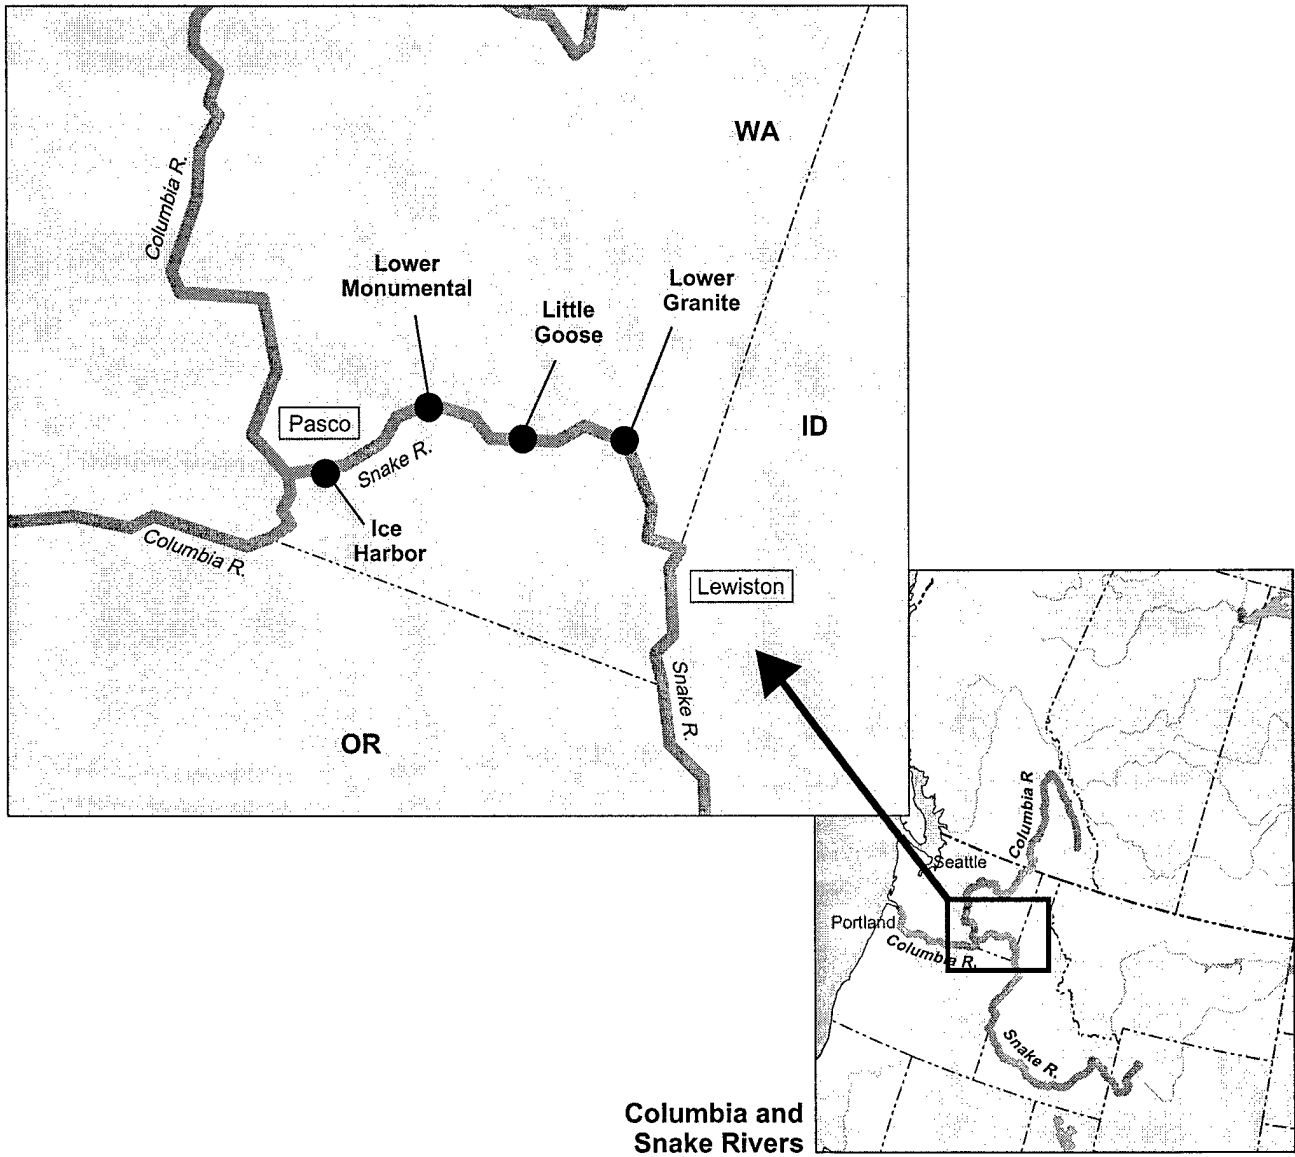 WA
Columbia R.
Lower
Monumental
Lower
Granite
Little
Goose
Pasco
ID
Snake R.
Ice
Harbor
Columbia R.
Lewiston
Snake R.
OR
Columbia R
Seattle
Portland
Columbia R.
Snake R.
Columbia and
Snake Rivers